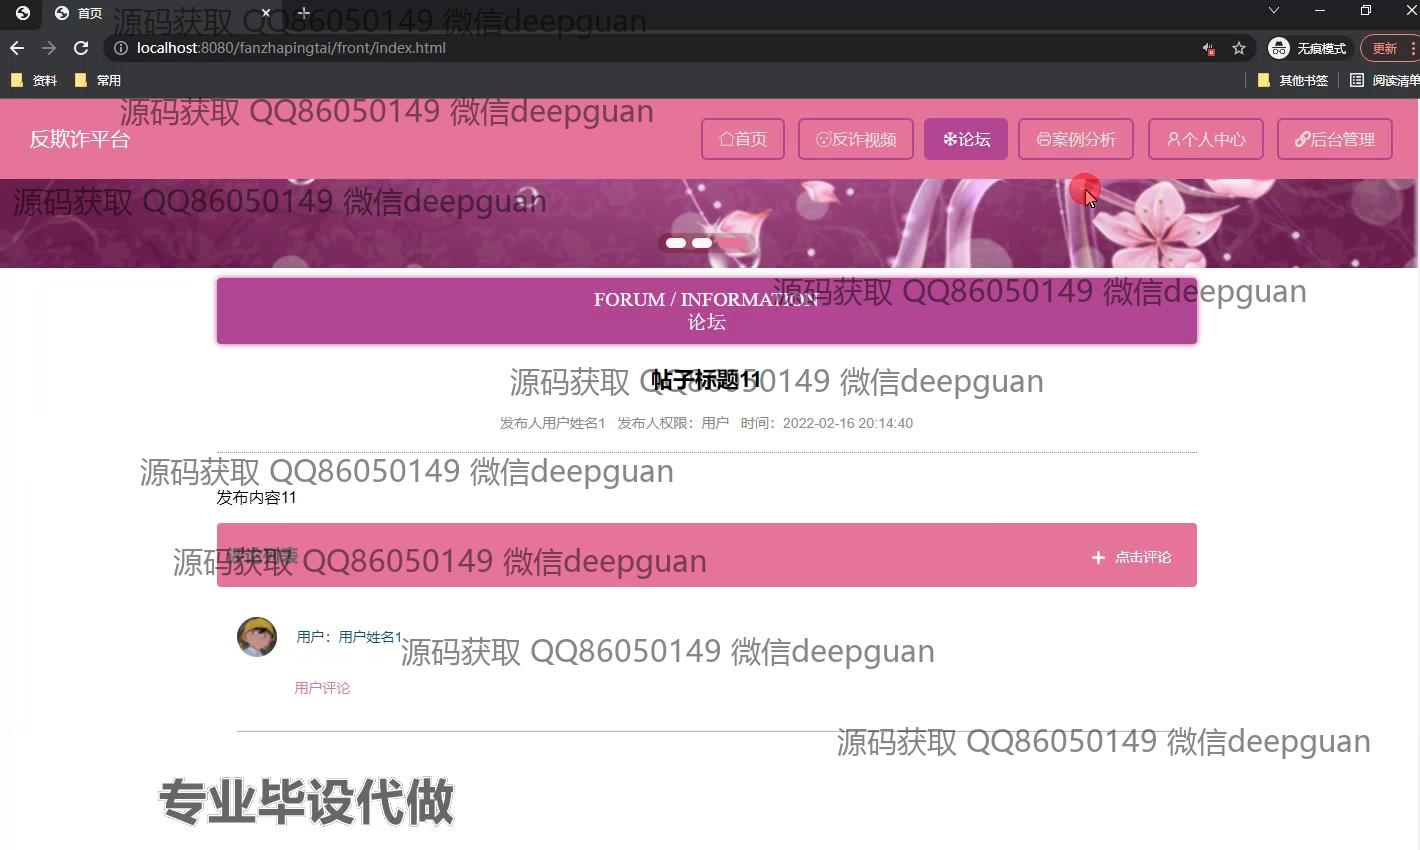 首页
源码获取 QQ86050149 微信deepguan
localhost:8080/fanzhapingtai/front/index.html
无痕模式
更新
资料
常用
其他书签
阅读清单
源码获取 QQ86050149 微信deepguan
反欺诈平台
首页
反诈视频
论坛
案例分析
个人中心
后台管理
源码获取 QQ86050149 微信deepguan
FORUM / INFORMATION
源码获取 QQ86050149 微信deepguan
论坛
帖子标题11
源码获取 QQ86050149 微信deepguan
发布人用户姓名1 发布人权限：用户 时间：2022-02-16 20:14:40
源码获取 QQ86050149 微信deepguan
发布内容11
源码获取 QQ86050149 微信deepguan
点击评论
用户：用户姓名1
源码获取 QQ86050149 微信deepguan
用户评论
源码获取 QQ86050149 微信deepguan
专业毕设代做